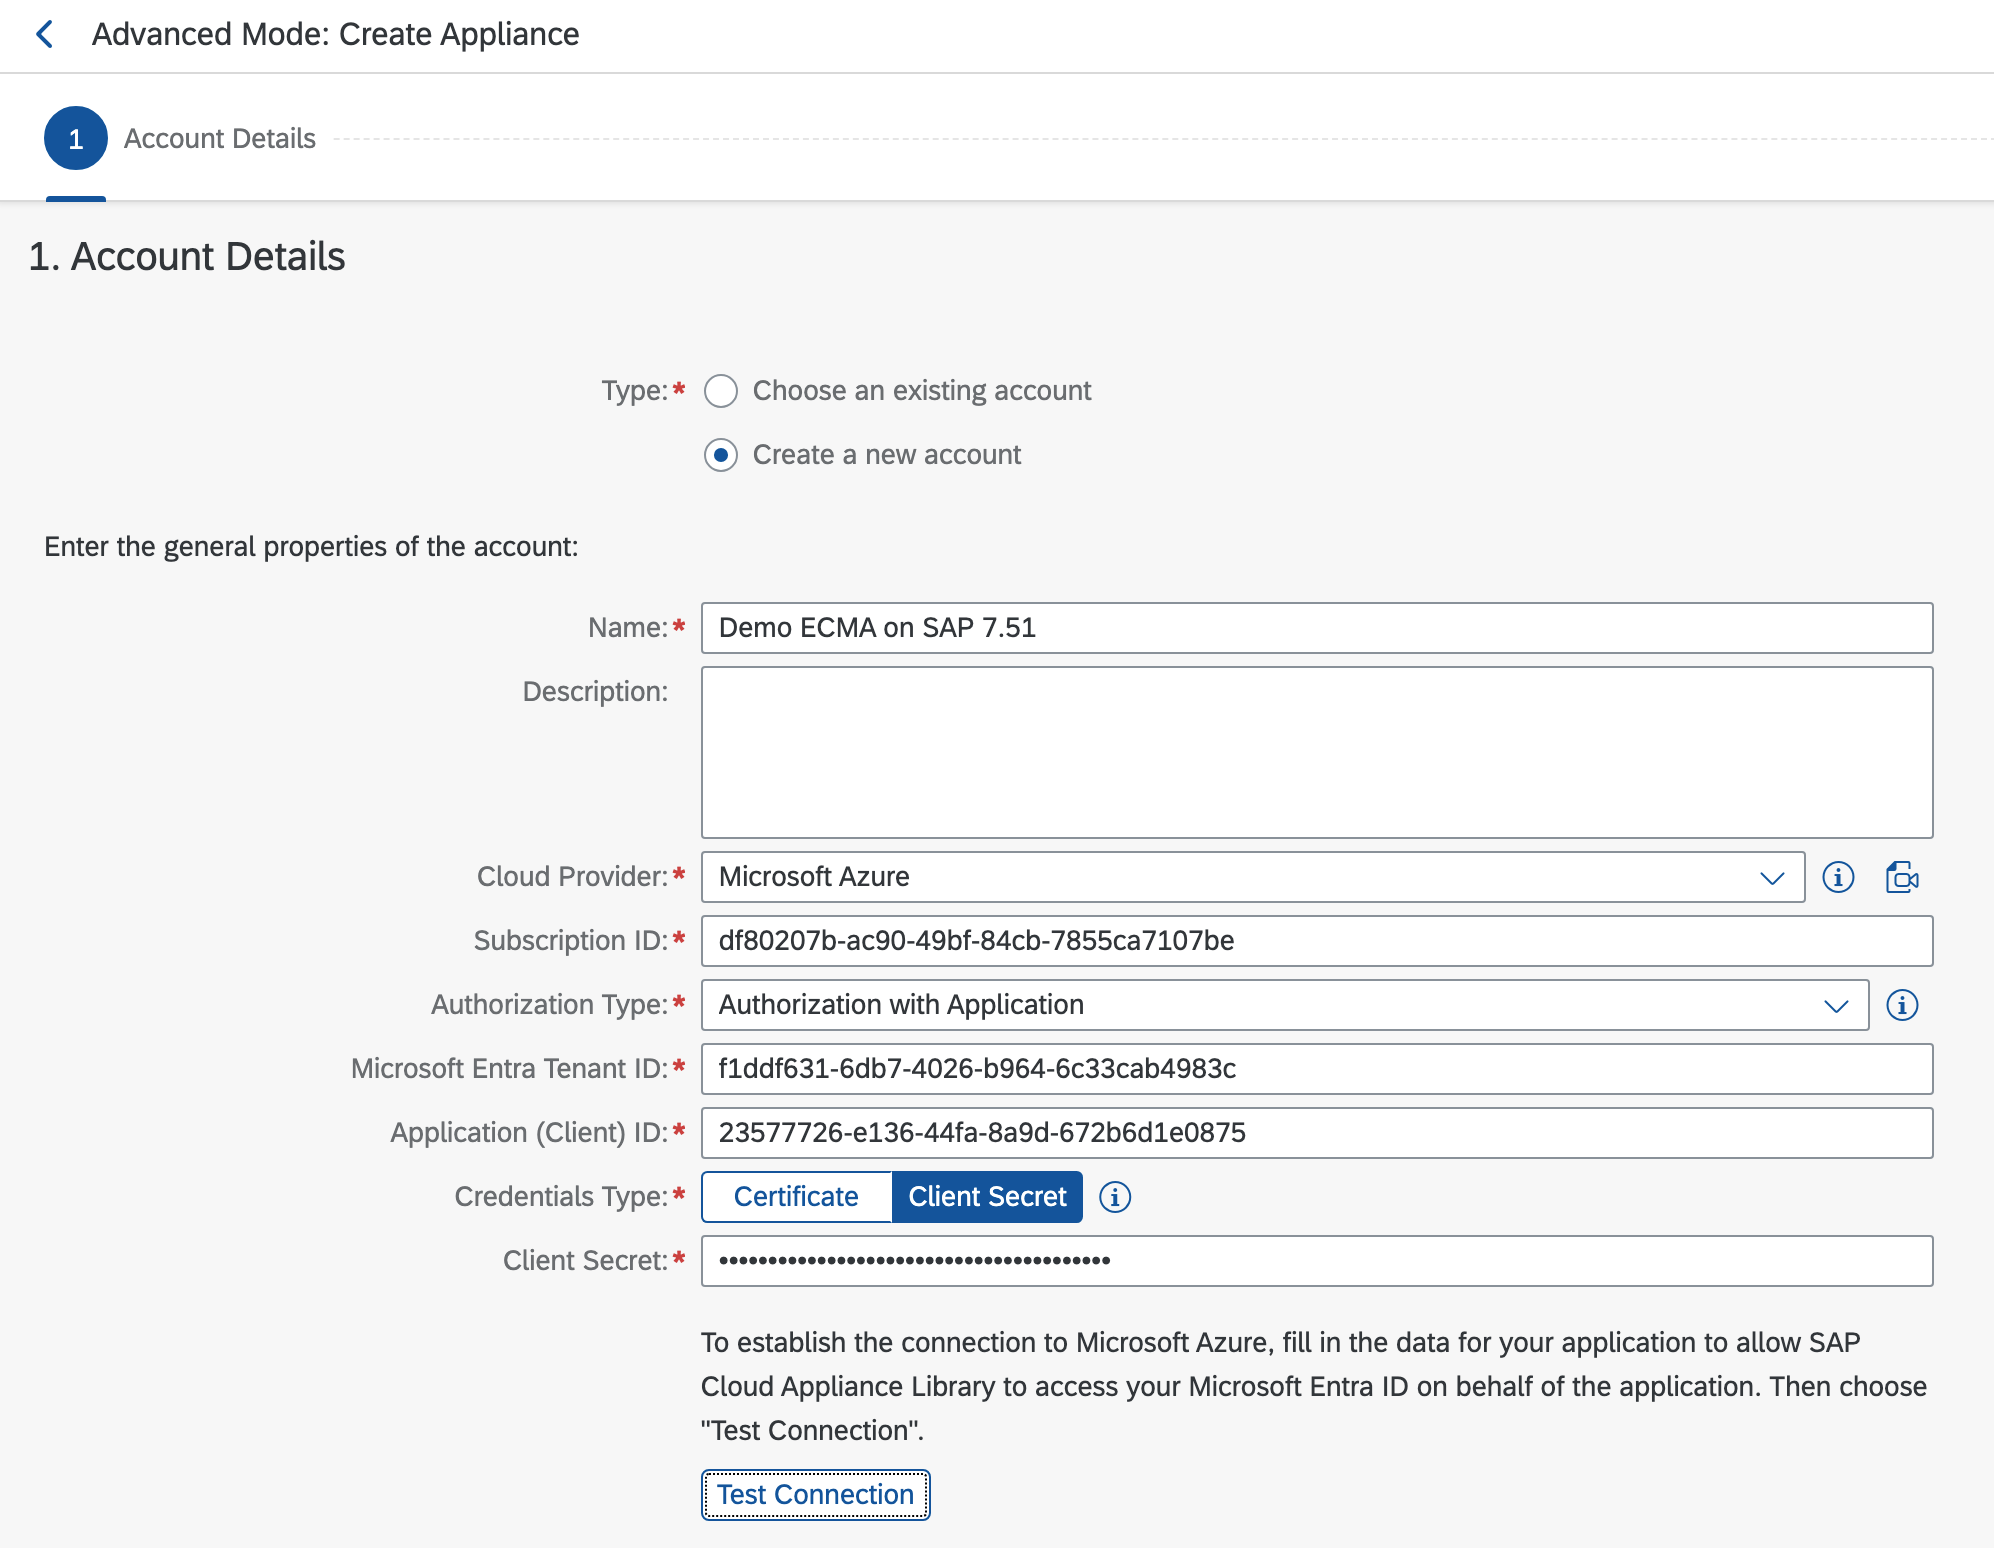 Advanced Mode: Create Appliance
1 Account Details
1. Account Details
Type:* Choose an existing account
Create a new account
Enter the general properties of the account:
Name:* Demo ECMA on SAP 7.51
Description:
Cloud Provider:* Microsoft Azure
Subscription ID:* df80207b-ac90-49bf-84cb-7855ca7107be
Authorization Type:* Authorization with Application
Microsoft Entra Tenant ID:* f1ddf631-6db7-4026-b964-6c33cab4983c
Application (Client) ID:* 23577726-e136-44fa-8a9d-672b6d1e0875
Credentials Type:* Certificate Client Secret
Client Secret:* ••••••••••••••••••••••••••••••••••••••••
To establish the connection to Microsoft Azure, fill in the data for your application to allow SAP
Cloud Appliance Library to access your Microsoft Entra ID on behalf of the application. Then choose
"Test Connection".
Test Connection